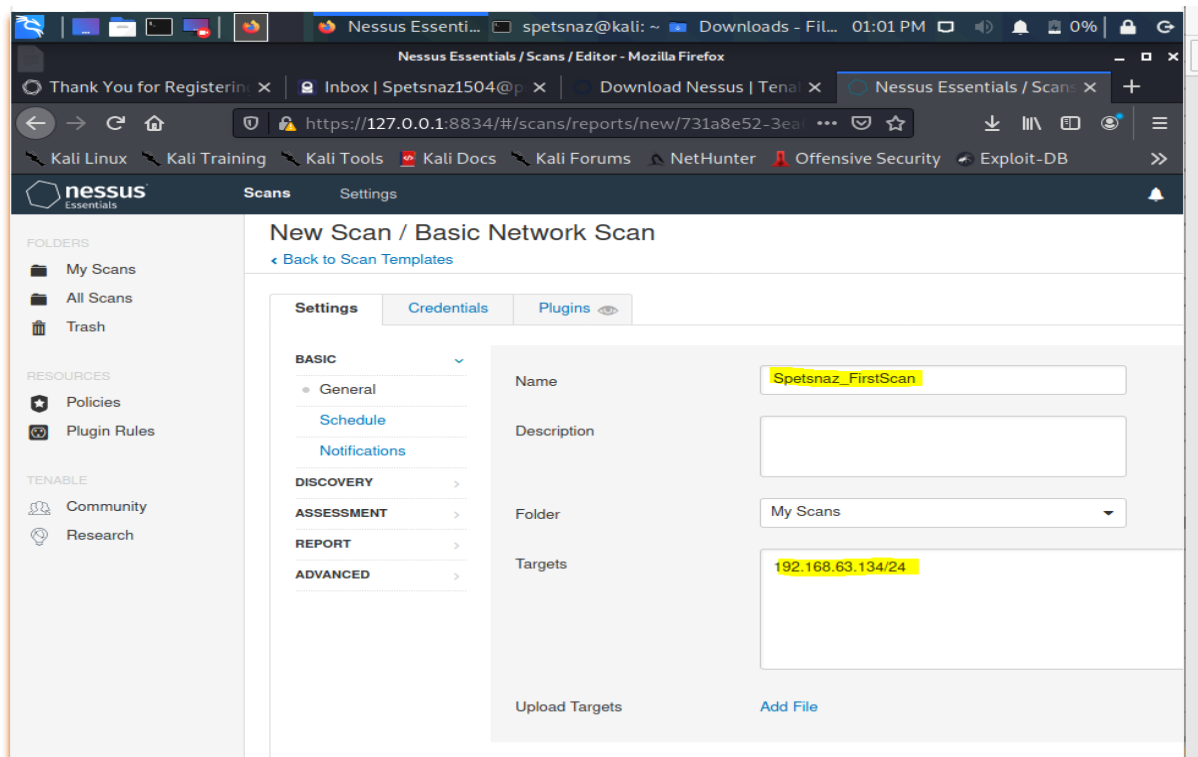 Nessus Essenti... spetsnaz@kali: ~ Downloads - Fil... 01:01 PM 0%
Nessus Essentials / Scans / Editor - Mozilla Firefox
Thank You for Registerin Inbox | Spetsnaz1504@p Download Nessus | Tena Nessus Essentials / Scans
https://127.0.0.1:8834/#/scans/reports/new/731a8e52-3ea
Kali Linux Kali Training Kali Tools Kali Docs Kali Forums NetHunter Offensive Security Exploit-DB
nessus Essentials Scans Settings
New Scan / Basic Network Scan
Back to Scan Templates
FOLDERS
My Scans
All Scans
Trash
RESOURCES
Policies
Plugin Rules
TENABLE
Community
Research
Settings Credentials Plugins
BASIC
General
Schedule
Notifications
DISCOVERY
ASSESSMENT
REPORT
ADVANCED
Name Spetsnaz_FirstScan
Description
Folder My Scans
Targets 192.168.63.134/24
Upload Targets Add File